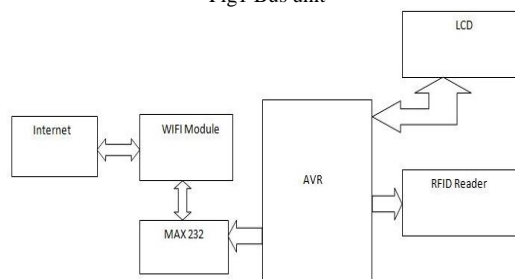 Fig1 Bus unit
LCD
Internet
WIFI Module
AVR
RFID Reader
MAX 232